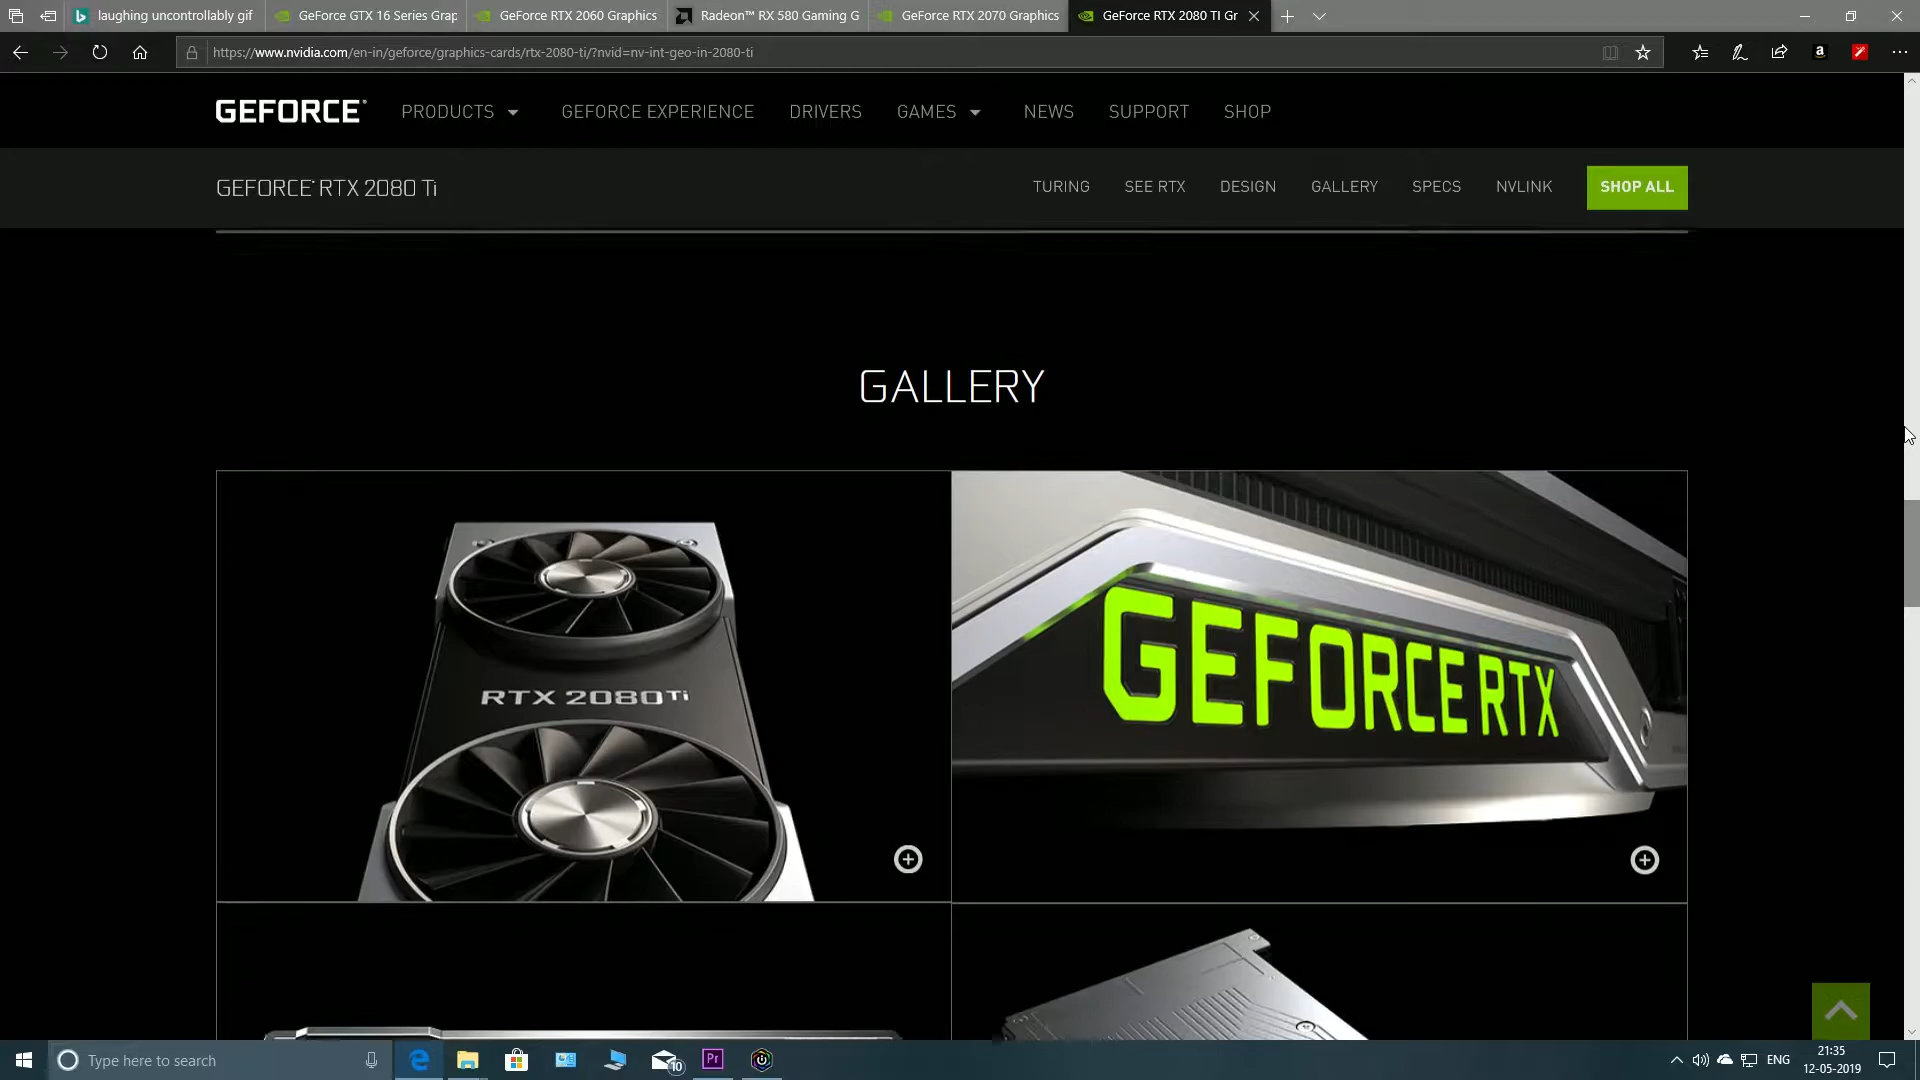 laughing uncontrollably gif
GeForce GTX 16 Series Grap
GeForce RTX 2060 Graphics
Radeon™ RX 580 Gaming G
GeForce RTX 2070 Graphics
GeForce RTX 2080 TI Gr
https://www.nvidia.com/en-in/geforce/graphics-cards/rtx-2080-ti/?nvid=nv-int-geo-in-2080-ti
GEFORCE PRODUCTS GEFORCE EXPERIENCE DRIVERS GAMES NEWS SUPPORT SHOP
GEFORCE RTX 2080 Ti TURING SEE RTX DESIGN GALLERY SPECS NVLINK SHOP ALL
GALLERY
RTX 2080 Ti
GEFORCE RTX
Type here to search
Pr
10
ENG
21:35
12-05-2019